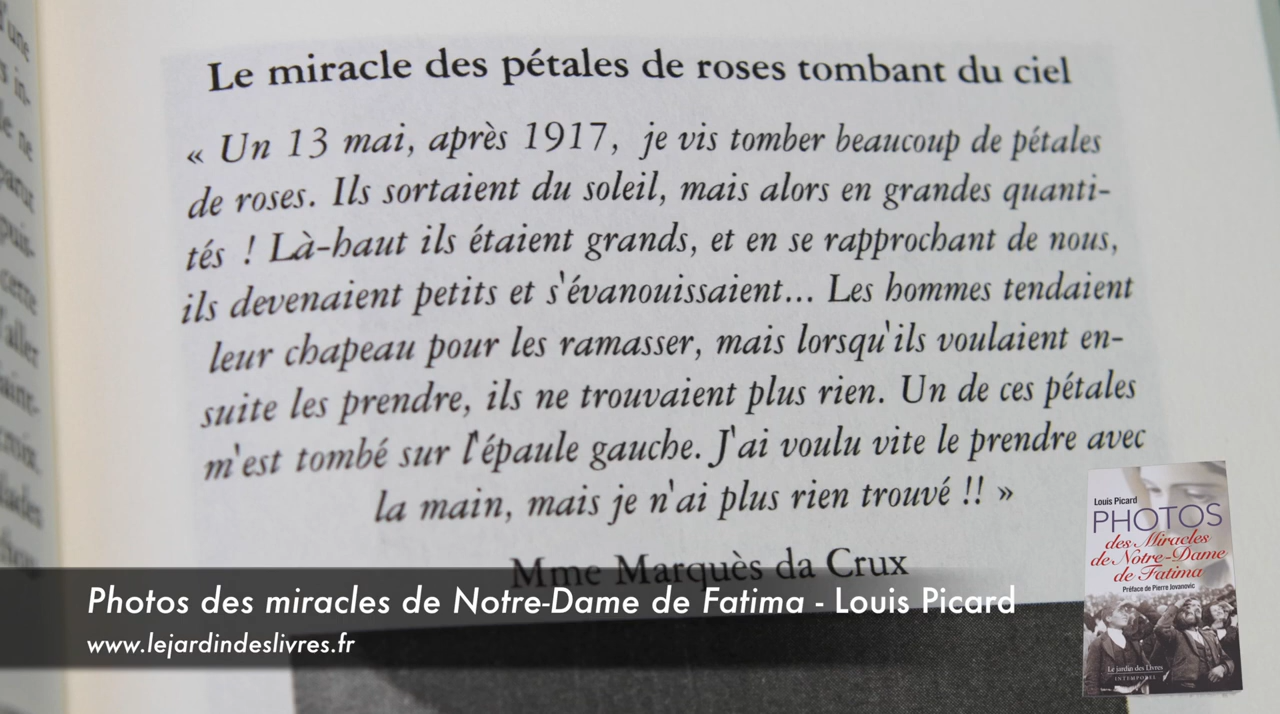 Le miracle des pétales de roses tombant du ciel
« Un 13 mai, après 1917, je vis tomber beaucoup de pétales
de roses. Ils sortaient du soleil, mais alors en grandes quanti-
tés ! Là-haut ils étaient grands, et en se rapprochant de nous,
ils devenaient petits et s'évanouissaient... Les hommes tendaient
leur chapeau pour les ramasser, mais lorsqu'ils voulaient en-
suite les prendre, ils ne trouvaient plus rien. Un de ces pétales
m'est tombé sur l'épaule gauche. J'ai voulu vite le prendre avec
la main, mais je n'ai plus rien trouvé !! »
Mme Marquès da Crux
Photos des miracles de Notre-Dame de Fatima - Louis Picard
www.lejardindeslivres.fr
Louis Picard
PHOTOS
des Miracles
de Notre-Dame
de Fatima
Préface de Pierre Jovanovic
Le jardin des Livres
INTEMPOREL